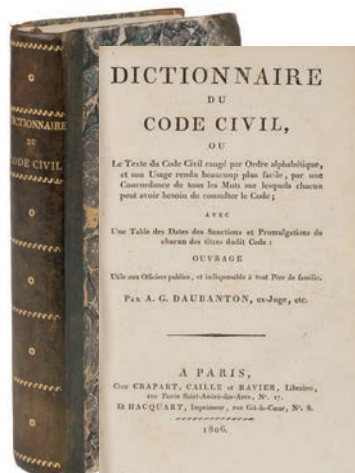 DICTIONNAIRE
DU
CODE CIVIL
DICTIONNAIRE
DU
CODE CIVIL,
OU
Le Texte du Code Civil rangé par Ordre alphabétique,
et son Usage rendu beaucoup plus facile, par une
Concordance de tous les Mots sur lesquels chacun
peut avoir besoin de consulter le Code;
AVEC
Une Table des Dates des Sanctions et Promulgations de
chacun des titres dudit Code:
OUVRAGE
Utile aux Officiers publics, et indispensable à tout Père de famille.
PAR A. G. DAUBANTON, ex-Juge, etc.
A PARIS,
Chez CRAPART, CAILLE et RAVIER, Libraires,
rue Pavée Saint-André-des-Arcs, N°. 17.
Et HACQUART, Imprimeur, rue Gît-le-Cœur, N°. 8.
1806.